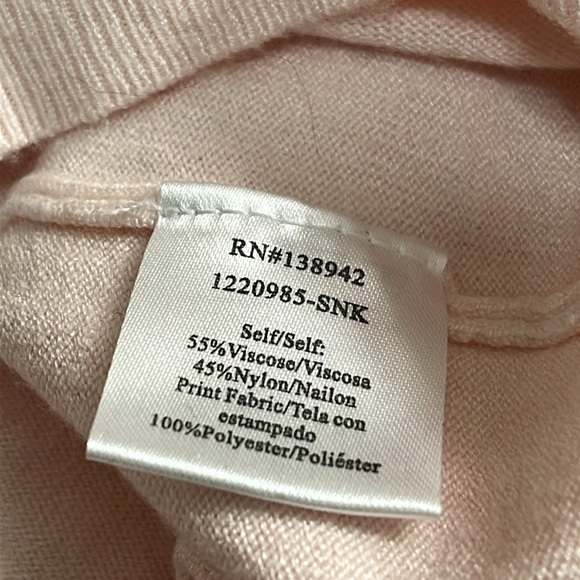 RN#138942
1220985-SNK
Self/Self:
55%Viscose/Viscosa
45%Nylon/Nailon
Print Fabric/Tela con
estampado
100%Polyester/Poliéster